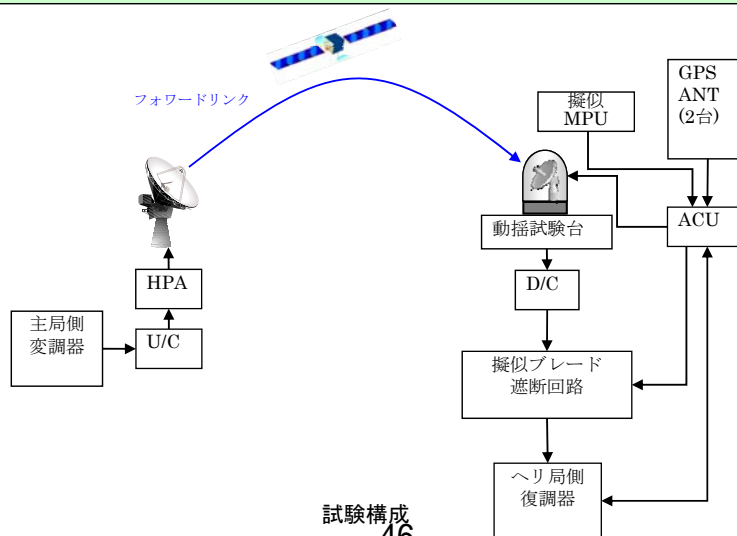 フォワードリンク
GPS
ANT
(2台)
擬似
MPU
ACU
動揺試験台
HPA
D/C
主局側
変調器
U/C
擬似ブレード
遮断回路
ヘリ局側
復調器
試験構成
46